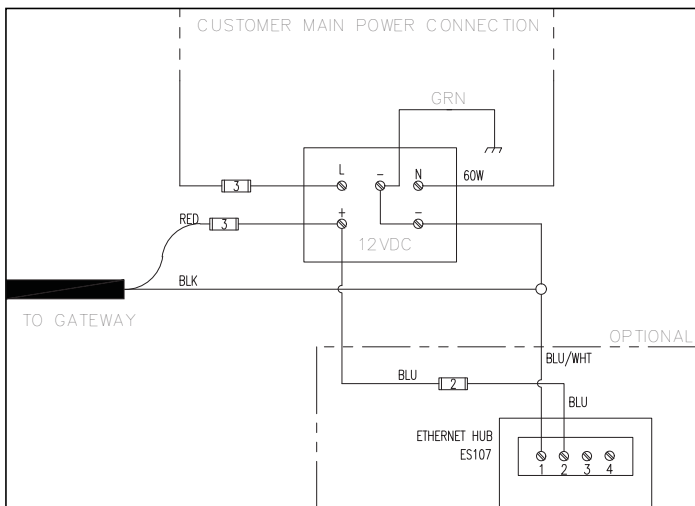 CUSTOMER MAIN POWER CONNECTION
GRN
L - N 60W
3
RED 3 + -
12VDC
BLK
TO GATEWAY
OPTIONAL
BLU/WHT
BLU 2
BLU
ETHERNET HUB
ES107
1 2 3 4